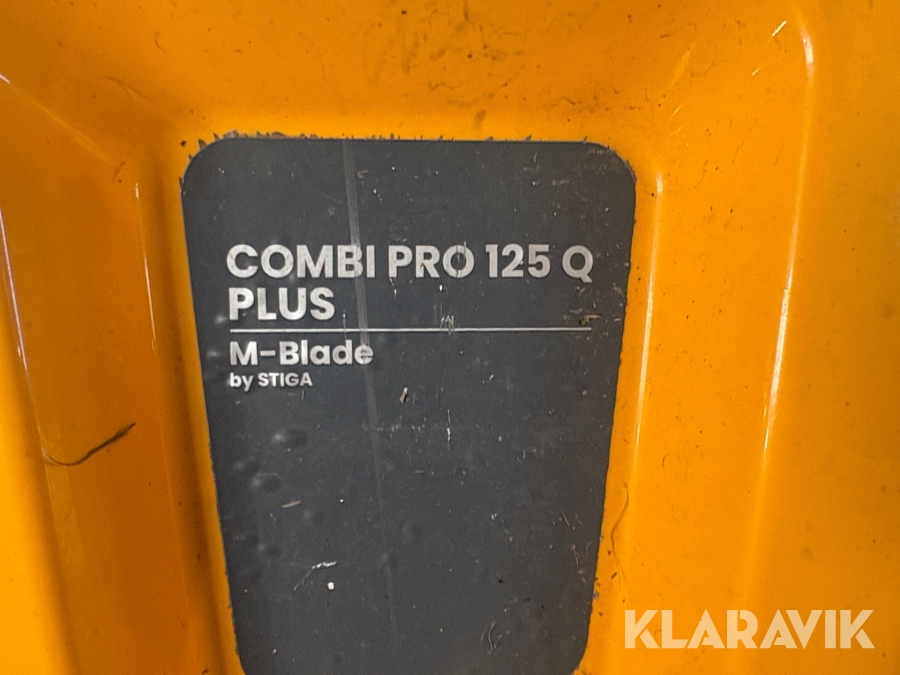 COMBI PRO 125 Q
PLUS
M-Blade
by STIGA
KLARAVIK